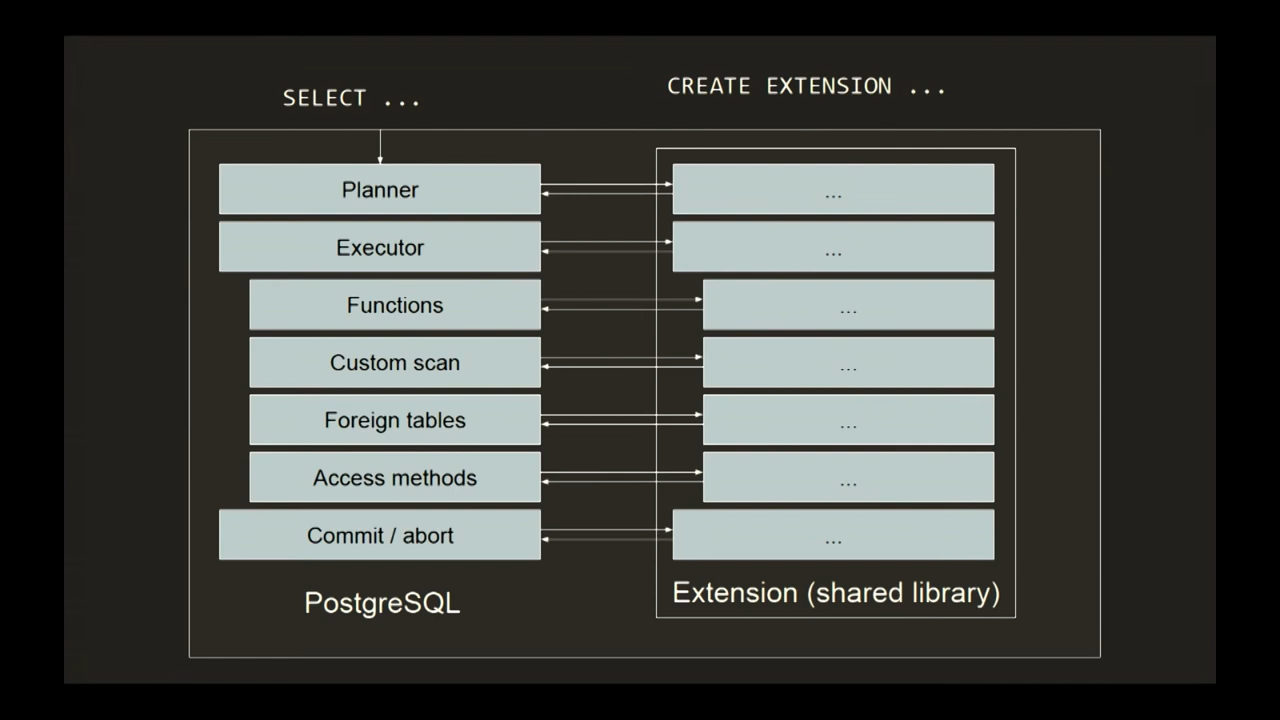 SELECT ...
CREATE EXTENSION ...
Planner
...
Executor
...
Functions
...
Custom scan
...
Foreign tables
...
Access methods
...
Commit / abort
...
PostgreSQL
Extension (shared library)